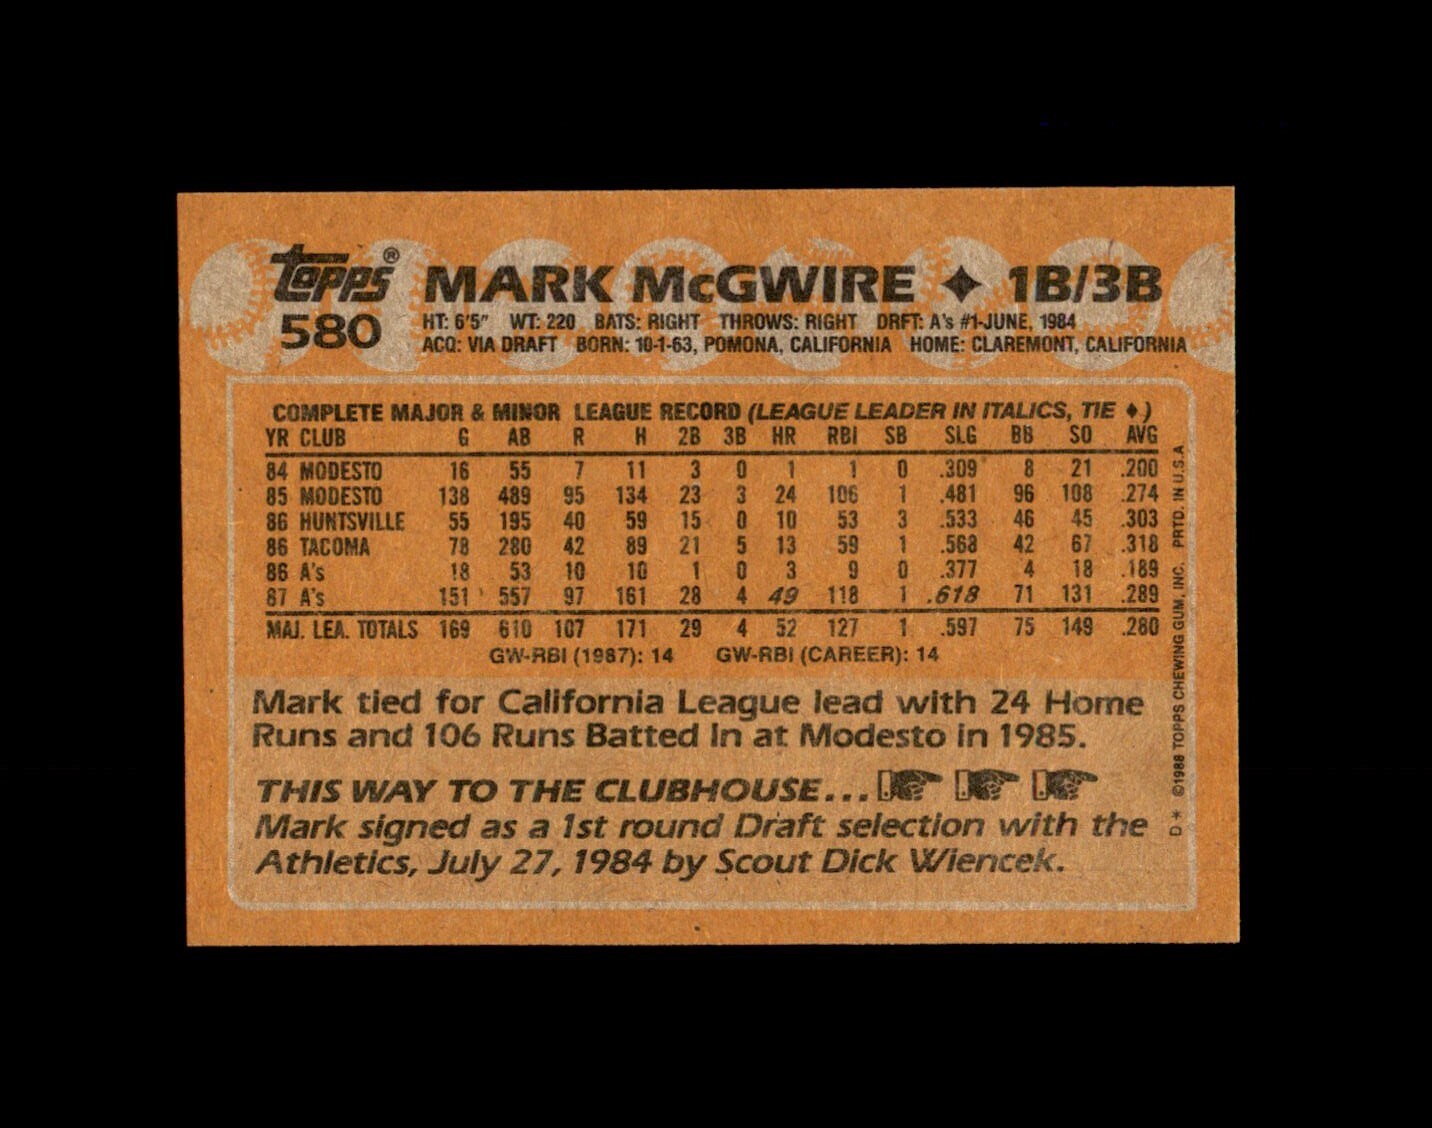 Topps® MARK McGWIRE ✦ 1B/3B
580 HT: 6'5" WT: 220 BATS: RIGHT THROWS: RIGHT DRFT: A's #1-JUNE, 1984
ACQ: VIA DRAFT BORN: 10-1-63, POMONA, CALIFORNIA HOME: CLAREMONT, CALIFORNIA
COMPLETE MAJOR & MINOR LEAGUE RECORD (LEAGUE LEADER IN ITALICS, TIE ♦)
YR CLUB G AB R H 2B 3B HR RBI SB SLG BB SO AVG
84 MODESTO 16 55 7 11 3 0 1 1 0 .309 8 21 .200
85 MODESTO 138 489 95 134 23 3 24 106 1 .481 96 108 .274
86 HUNTSVILLE 55 195 40 59 15 0 10 53 3 .533 46 45 .303
86 TACOMA 78 280 42 89 21 5 13 59 1 .568 42 67 .318
86 A's 18 53 10 10 1 0 3 9 0 .377 4 18 .189
87 A's 151 557 97 161 28 4 49 118 1 .618 71 131 .289
MAJ. LEA. TOTALS 169 610 107 171 29 4 52 127 1 .597 75 149 .280
GW-RBI (1987): 14 GW-RBI (CAREER): 14
Mark tied for California League lead with 24 Home
Runs and 106 Runs Batted In at Modesto in 1985.
THIS WAY TO THE CLUBHOUSE...
Mark signed as a 1st round Draft selection with the
Athletics, July 27, 1984 by Scout Dick Wiencek.
D* ©1988 TOPPS CHEWING GUM, INC. PRTD. IN U.S.A